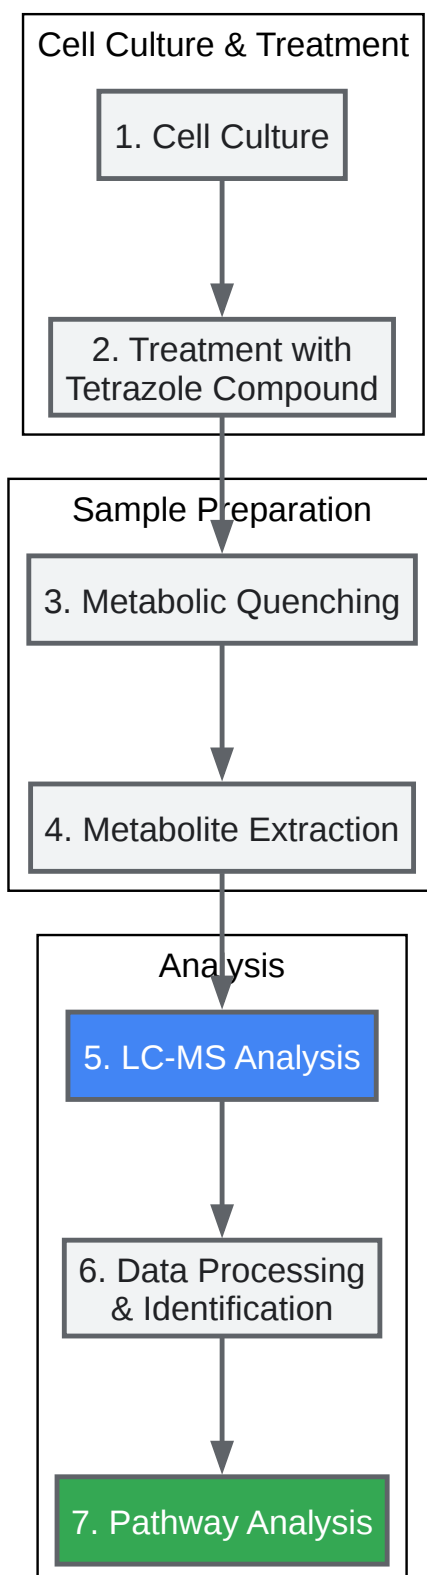 Cell Culture & Treatment
1. Cell Culture
2. Treatment with
Tetrazole Compound
Sample Preparation
3. Metabolic Quenching
4. Metabolite Extraction
Analysis
5. LC-MS Analysis
6. Data Processing
& Identification
7. Pathway Analysis